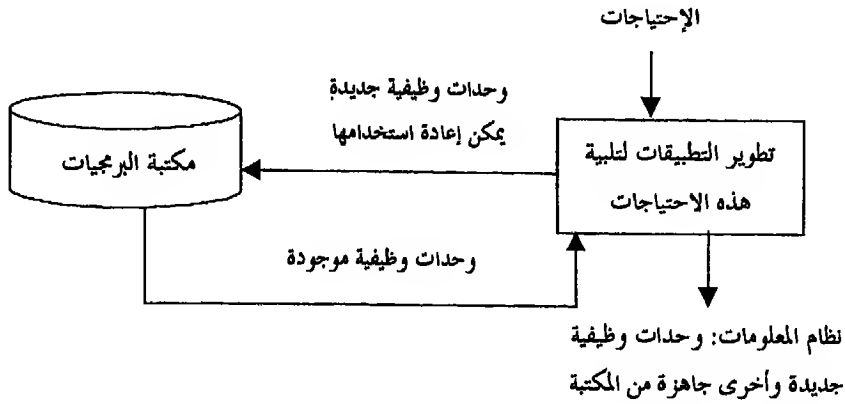 الإحتياجات
وحدات وظيفية جديدة
يمكن إعادة استخدامها
تطوير التطبيقات لتلبية
هذه الاحتياجات
مكتبة البرمجيات
وحدات وظيفية موجودة
نظام المعلومات: وحدات وظيفية
جديدة وأخرى جاهزة من المكتبة